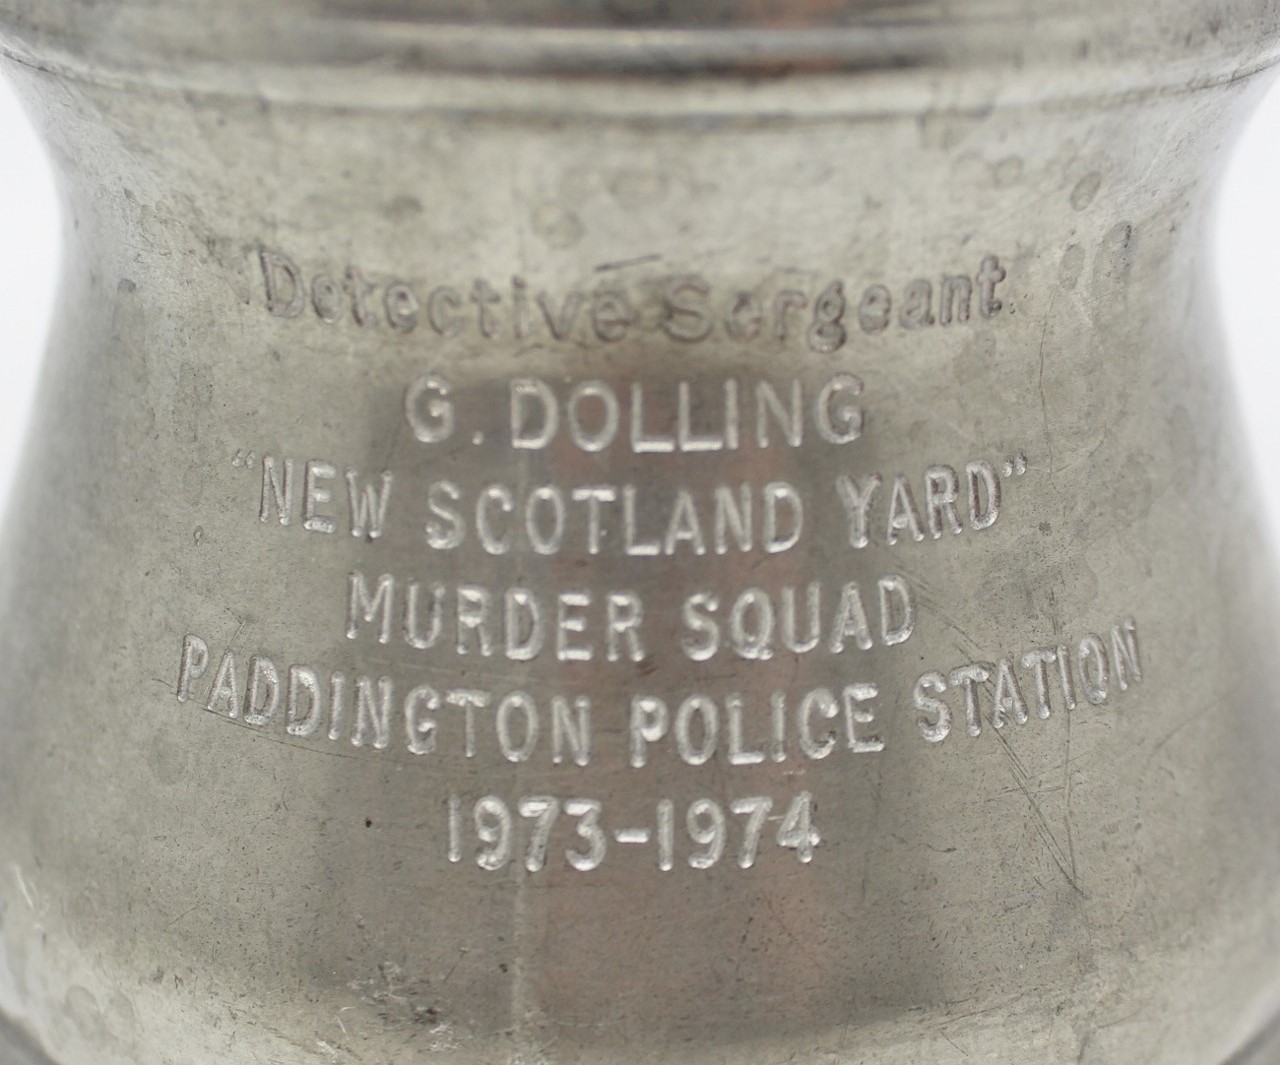 Detective Sergeant
G. DOLLING
“NEW SCOTLAND YARD”
MURDER SQUAD
PADDINGTON POLICE STATION
1973-1974